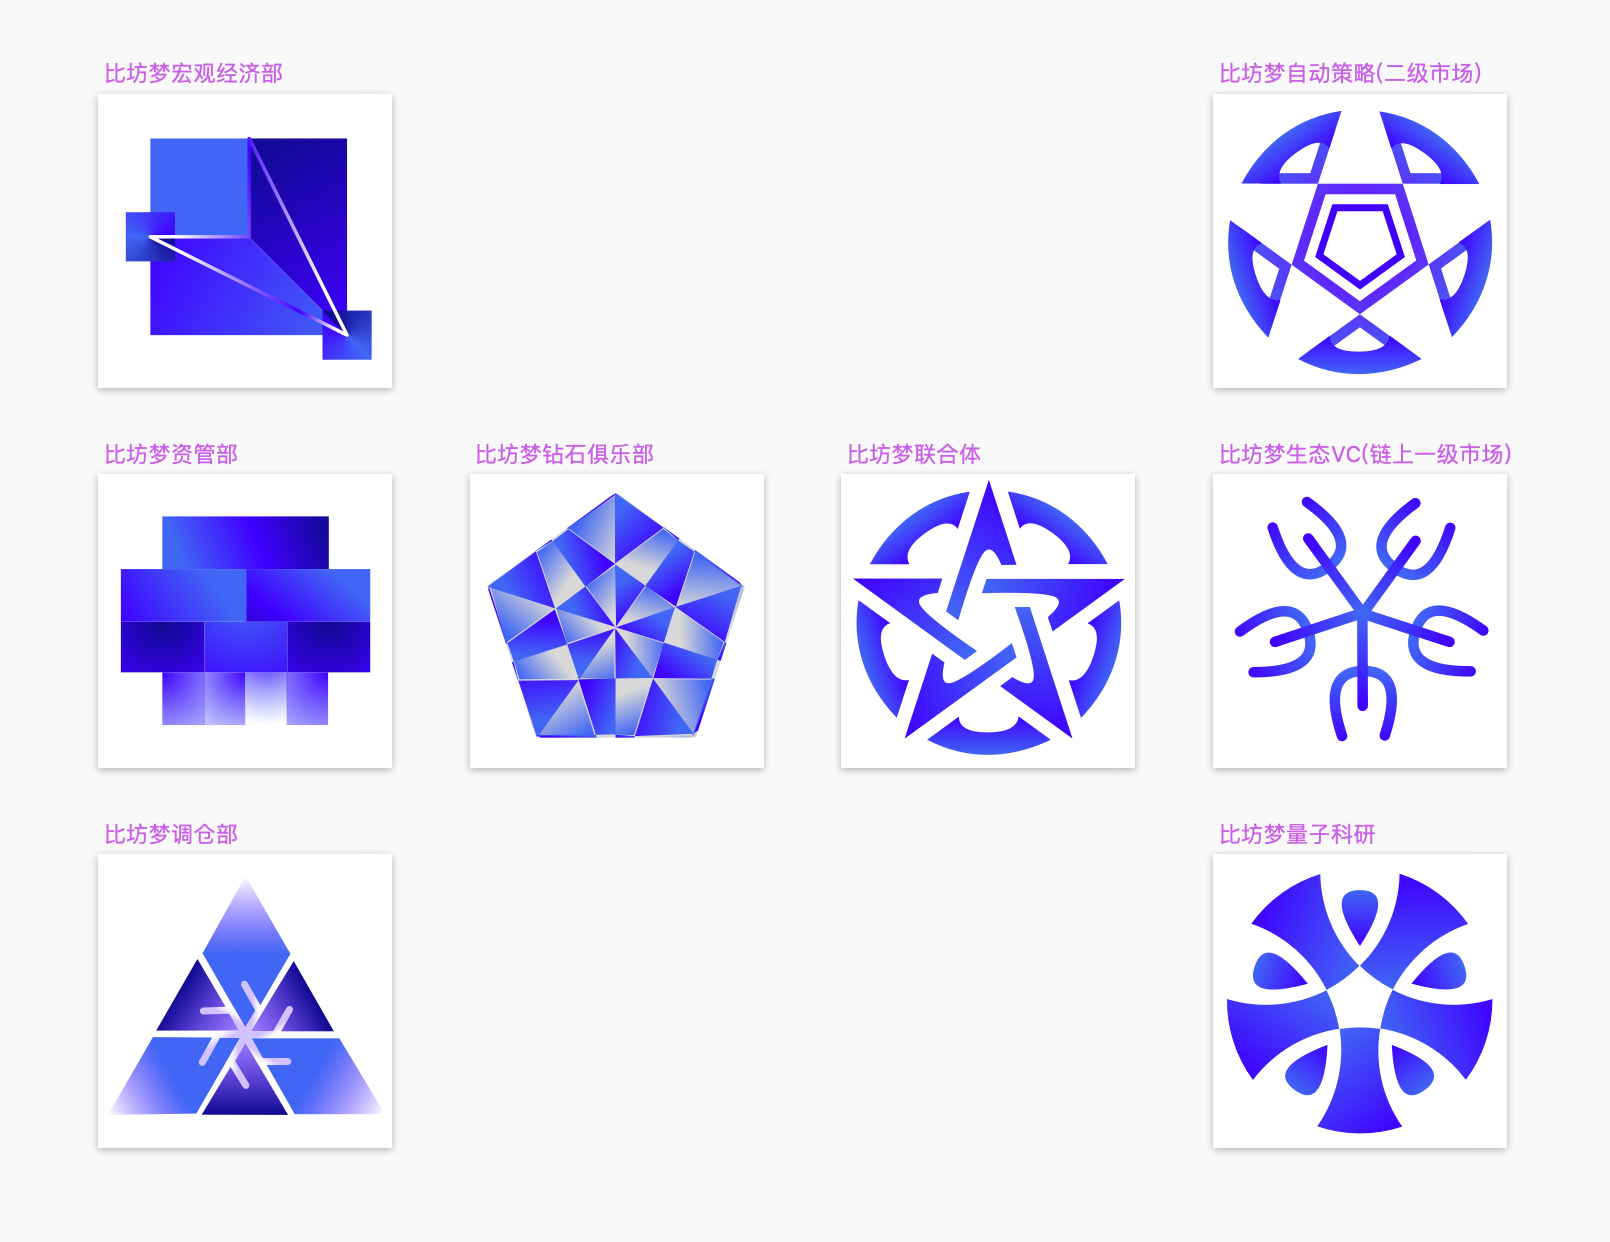 比坊梦宏观经济部
比坊梦自动策略(二级市场)
比坊梦资管部
比坊梦钻石俱乐部
比坊梦联合体
比坊梦生态VC(链上一级市场)
比坊梦调仓部
比坊梦量子科研